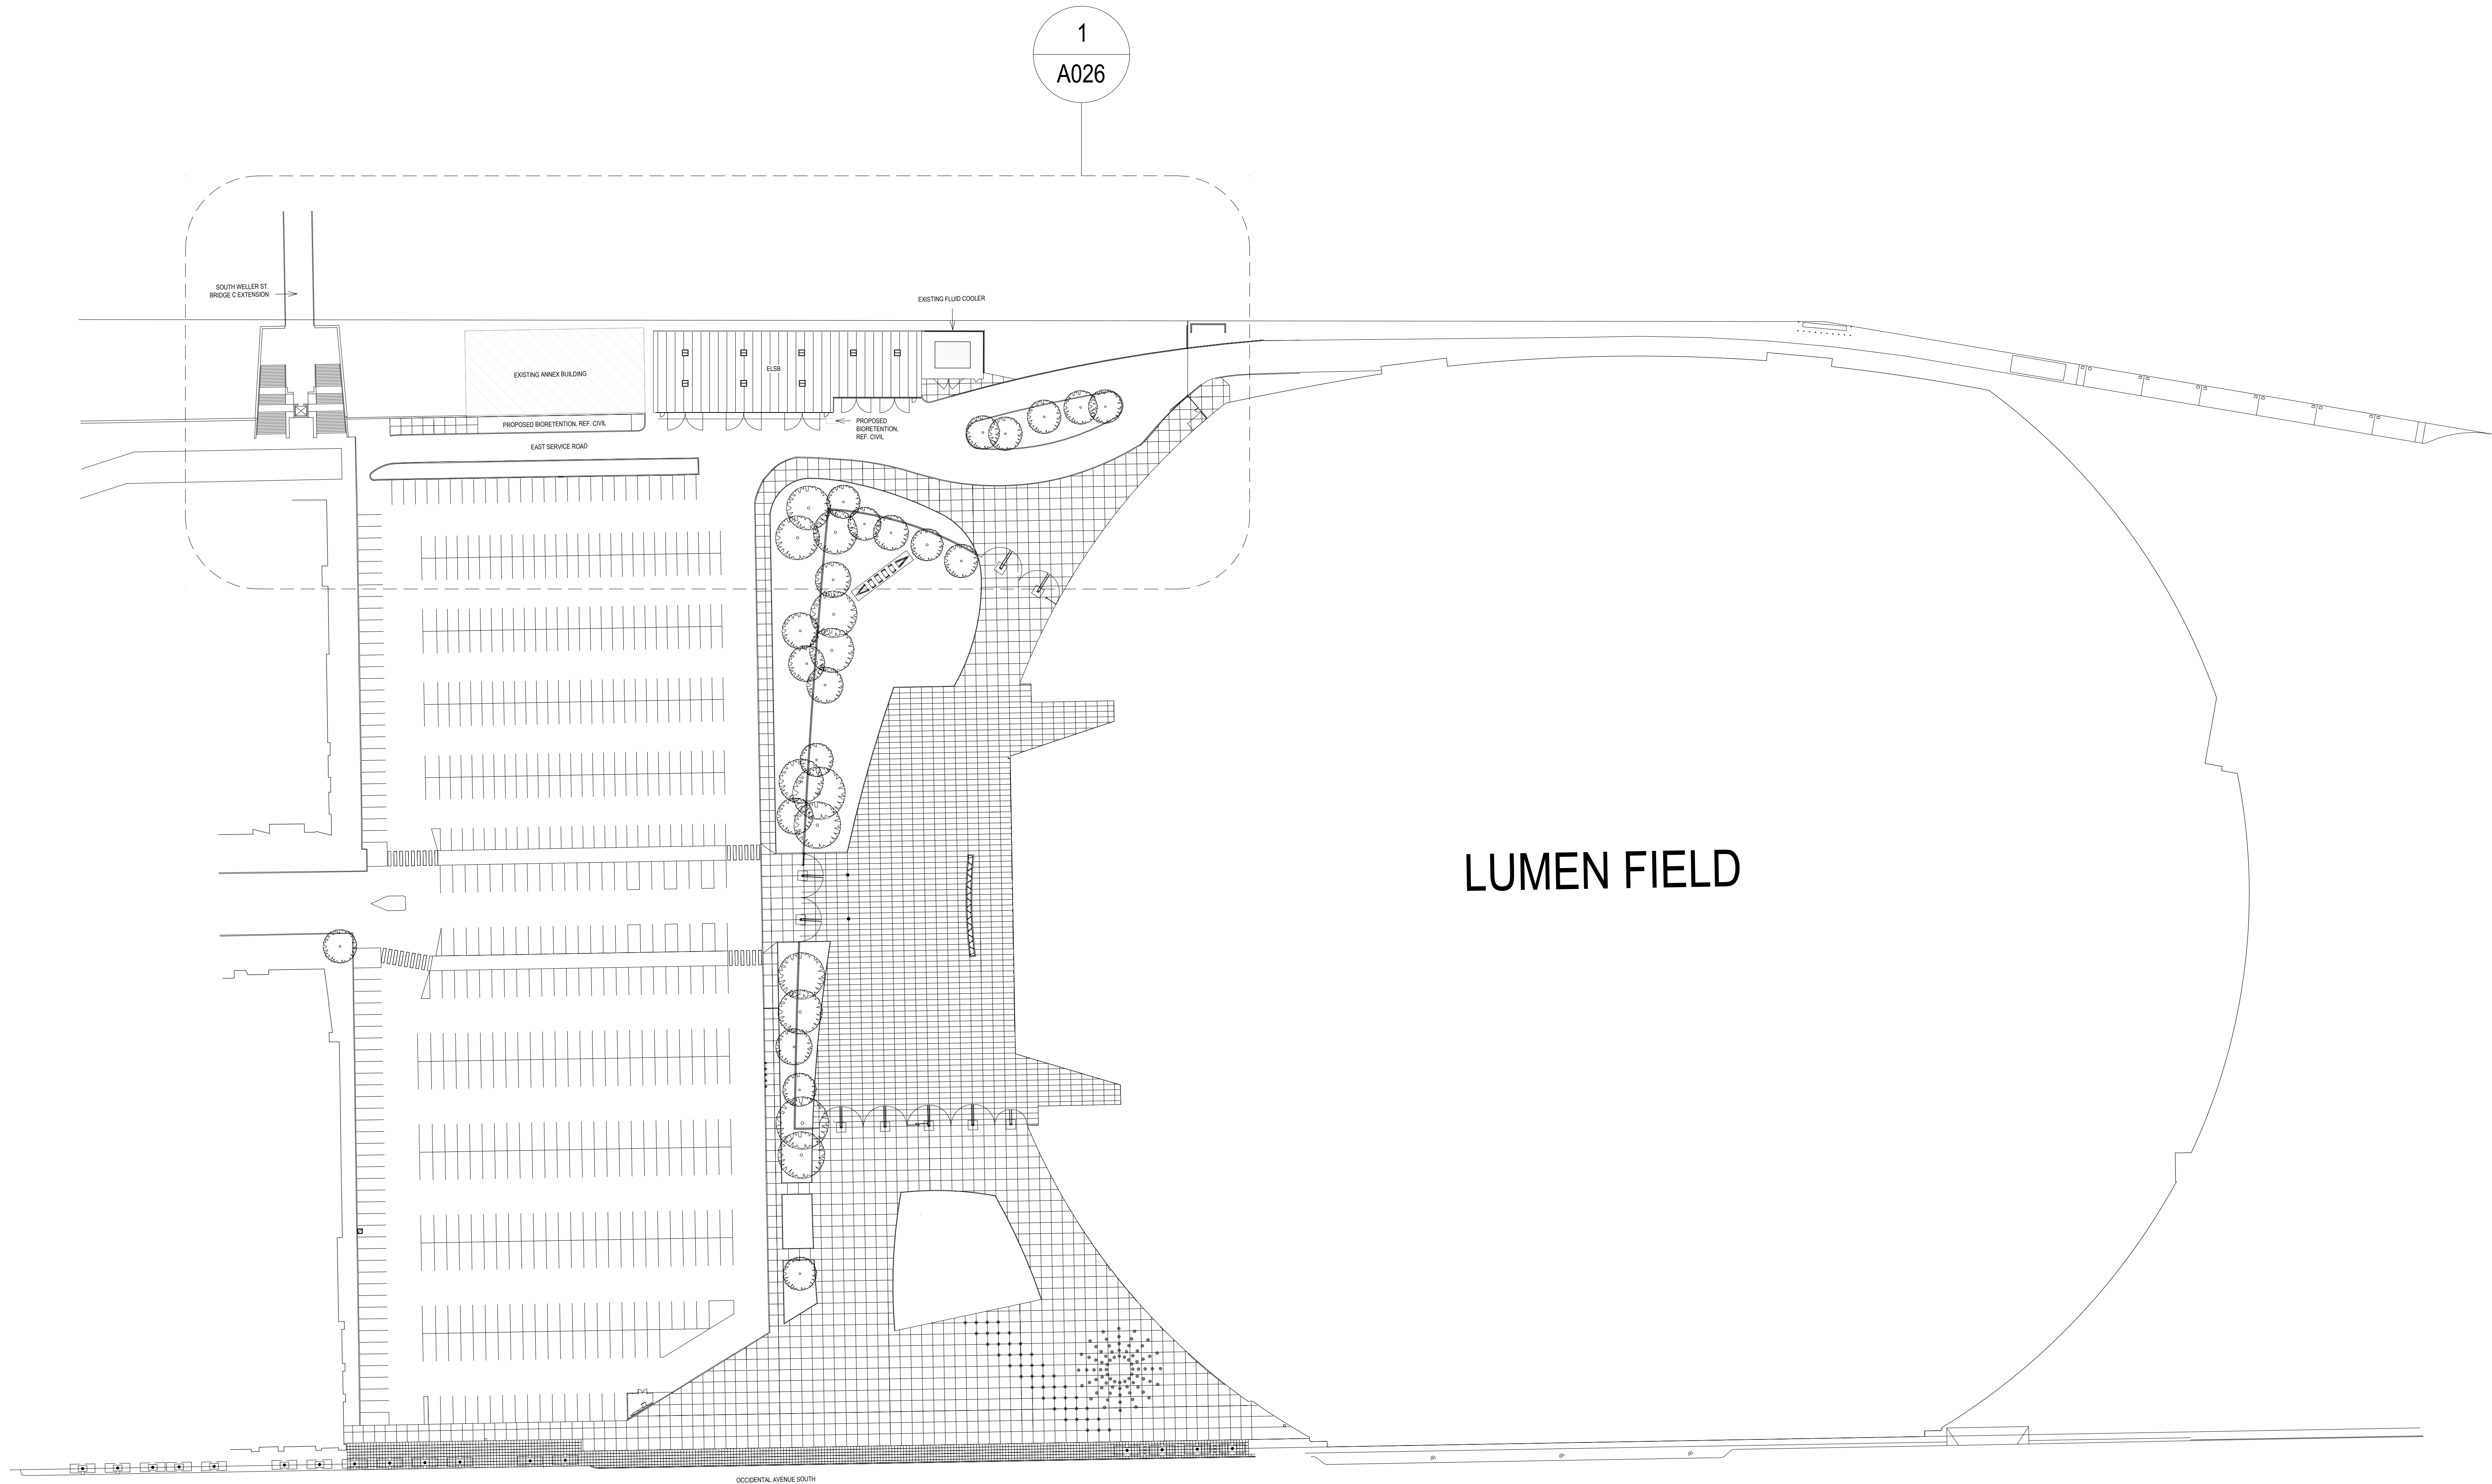 1
A026
SOUTH WELLER ST.
BRIDGE C EXTENSION
EXISTING FLUID COOLER
EXISTING ANNEX BUILDING
ELSB
PROPOSED BIORETENTION, REF. CIVIL
PROPOSED
BIORETENTION,
REF. CIVIL
EAST SERVICE ROAD
LUMEN FIELD
OCCIDENTAL AVENUE SOUTH